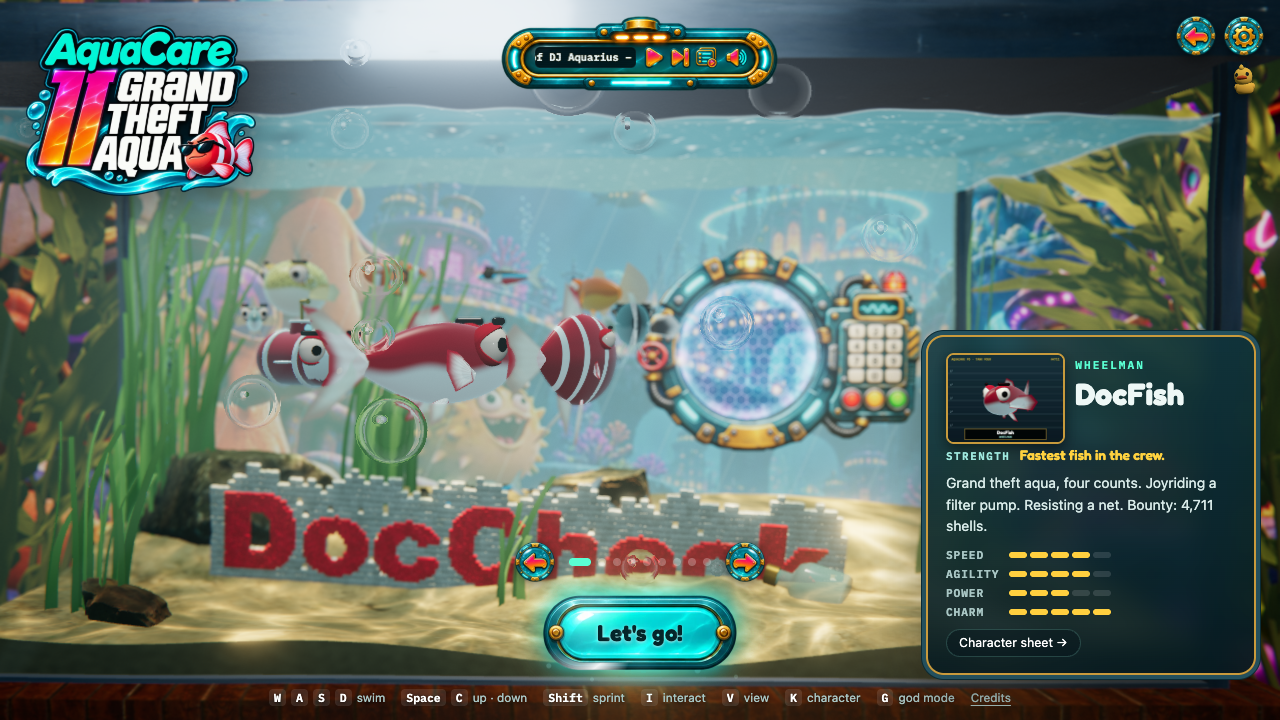 AquaCare
11 GRAND
THEFT
AQUA
f DJ Aquarius –
WHEELMAN
DocFish
DocFish
STRENGTH Fastest fish in the crew.
Grand theft aqua, four counts. Joyriding a
filter pump. Resisting a net. Bounty: 4,711
shells.
SPEED
AGILITY
POWER
CHARM
Character sheet →
DocCheck
Let's go!
W A S D swim Space C up · down Shift sprint I interact V view K character G god mode Credits